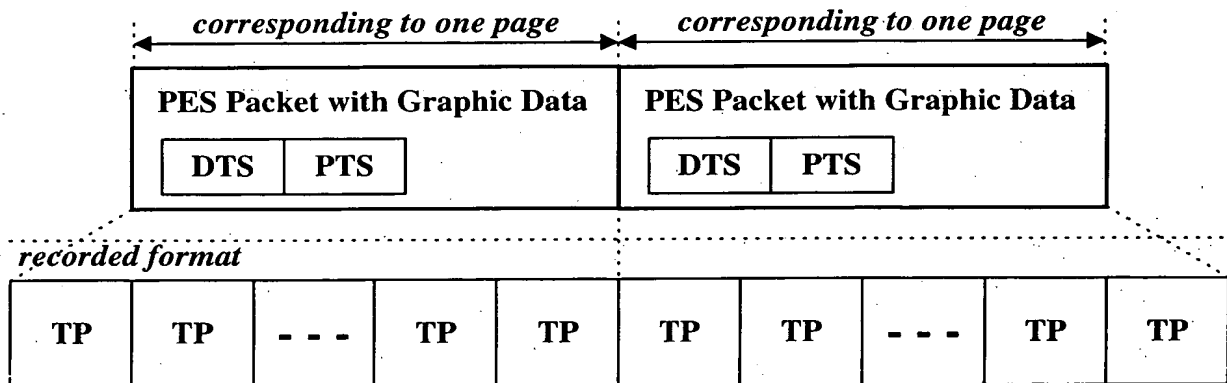 corresponding to one page corresponding to one page
PES Packet with Graphic Data PES Packet with Graphic Data
DTS PTS DTS PTS
recorded format
TP TP - - - TP TP TP TP - - - TP TP